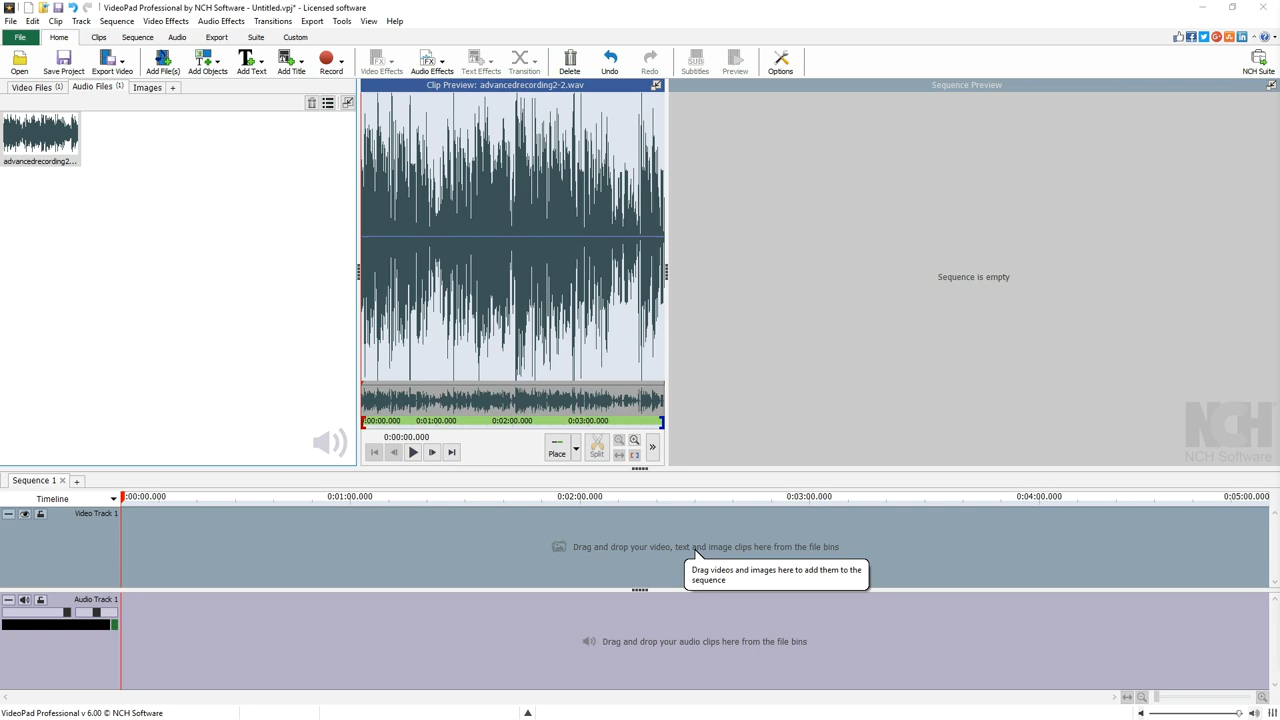 VideoPad Professional by NCH Software - Untitled.vpj* - Licensed software
File Edit Clip Track Sequence Video Effects Audio Effects Transitions Export Tools View Help
File Home Clips Sequence Audio Export Suite Custom
Open Save Project Export Video Add File(s) Add Objects Add Text Add Title Record Video Effects Audio Effects Text Effects Transition Delete Undo Redo Subtitles Preview Options NCH Suite
Video Files (1) Audio Files (1) Images +
Clip Preview: advancedrecording2-2.wav
Sequence Preview
advancedrecording2...
Sequence is empty
NCH
NCH Software
:00:00.000 0:01:00.000 0:02:00.000 0:03:00.000
0:00:00.000
Place Split
Sequence 1 +
Timeline :00:00.000 0:01:00.000 0:02:00.000 0:03:00.000 0:04:00.000 0:05:00.000
Video Track 1
Drag and drop your video, text and image clips here from the file bins
Drag videos and images here to add them to the
sequence
Audio Track 1
Drag and drop your audio clips here from the file bins
VideoPad Professional v 6.00 © NCH Software